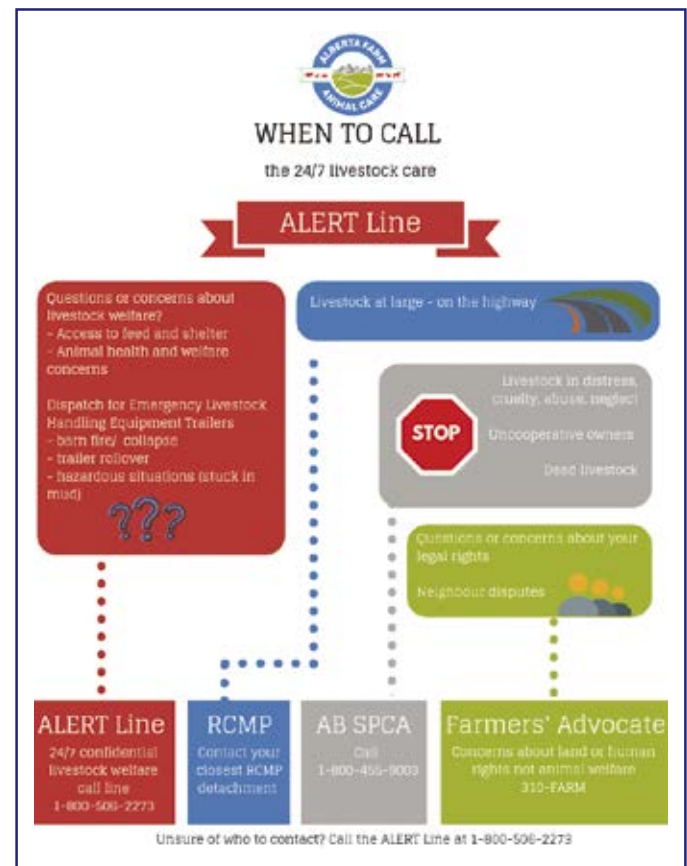 ALBERTA FARM
ANIMAL CARE
WHEN TO CALL
the 24/7 livestock care
ALERT Line
Questions or concerns about
livestock welfare?
- Access to feed and shelter
- Animal health and welfare
concerns
Dispatch for Emergency Livestock
Handling Equipment Trailers
- barn fire/ collapse
- trailer rollover
- hazardous situations (stuck in
mud)
???
Livestock at large - on the highway
STOP
Livestock in distress,
cruelty, abuse, neglect
Uncooperative owners
Dead livestock
Questions or concerns about your
legal rights
Neighbour disputes
ALERT Line
24/7 confidential
livestock welfare
call line
1-800-506-2273
RCMP
Contact your
closest RCMP
detachment
AB SPCA
Call
1-800-455-9003
Farmers' Advocate
Concerns about land or human
rights not animal welfare
310-FARM
Unsure of who to contact? Call the ALERT Line at 1-800-506-2273